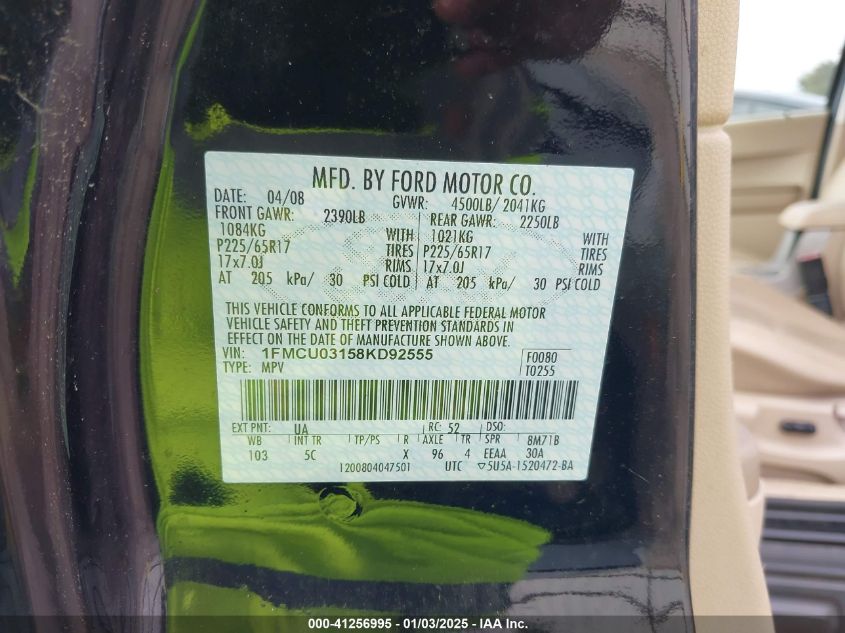 MFD. BY FORD MOTOR CO.
DATE: 04/08 GVWR: 4500LB/ 2041KG
FRONT GAWR: 2390LB REAR GAWR: 2250LB
1084KG WITH 1021KG WITH
P225/65R17 TIRES P225/65R17 TIRES
17x7.0J RIMS 17x7.0J RIMS
AT 205 kPa/ 30 PSI COLD AT 205 kPa/ 30 PSI COLD
THIS VEHICLE CONFORMS TO ALL APPLICABLE FEDERAL MOTOR
VEHICLE SAFETY AND THEFT PREVENTION STANDARDS IN
EFFECT ON THE DATE OF MANUFACTURE SHOWN ABOVE.
VIN: 1FMCU03158KD92555 F0080
TYPE: MPV T0255
EXT PNT: UA RC: 52 DSO:
WB INT TR TP/PS R AXLE TR SPR 8M71B
103 5C X 96 4 EEAA 30A
1200804047501 UTC ▽5U5A-1520472-BA
000-41256995 - 01/03/2025 - IAAI Inc.